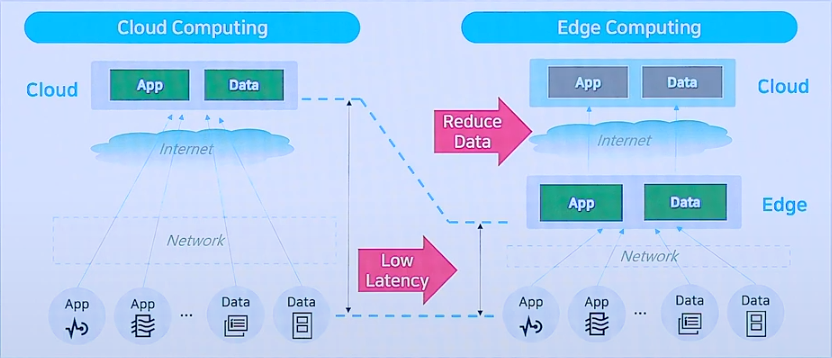 Cloud Computing
Cloud
App
Data
Internet
Network
App
App
...
Data
Data
Low
Latency
Edge Computing
Cloud
App
Data
Reduce
Data
Internet
App
Data
Edge
Network
App
App
...
Data
Data